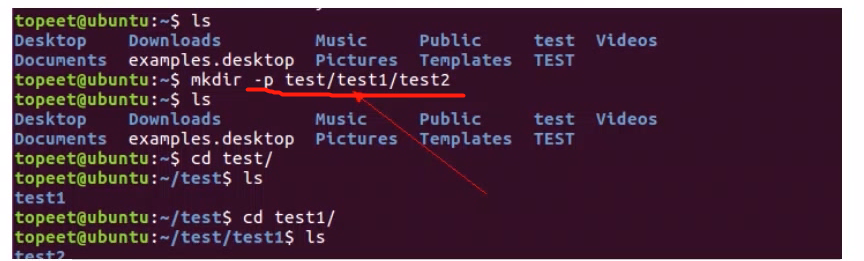 topeet@ubuntu:~$ ls
Desktop Downloads Music Public test Videos
Documents examples.desktop Pictures Templates TEST
topeet@ubuntu:~$ mkdir -p test/test1/test2
topeet@ubuntu:~$ ls
Desktop Downloads Music Public test Videos
Documents examples.desktop Pictures Templates TEST
topeet@ubuntu:~$ cd test/
topeet@ubuntu:~/test$ ls
test1
topeet@ubuntu:~/test$ cd test1/
topeet@ubuntu:~/test/test1$ ls
test2